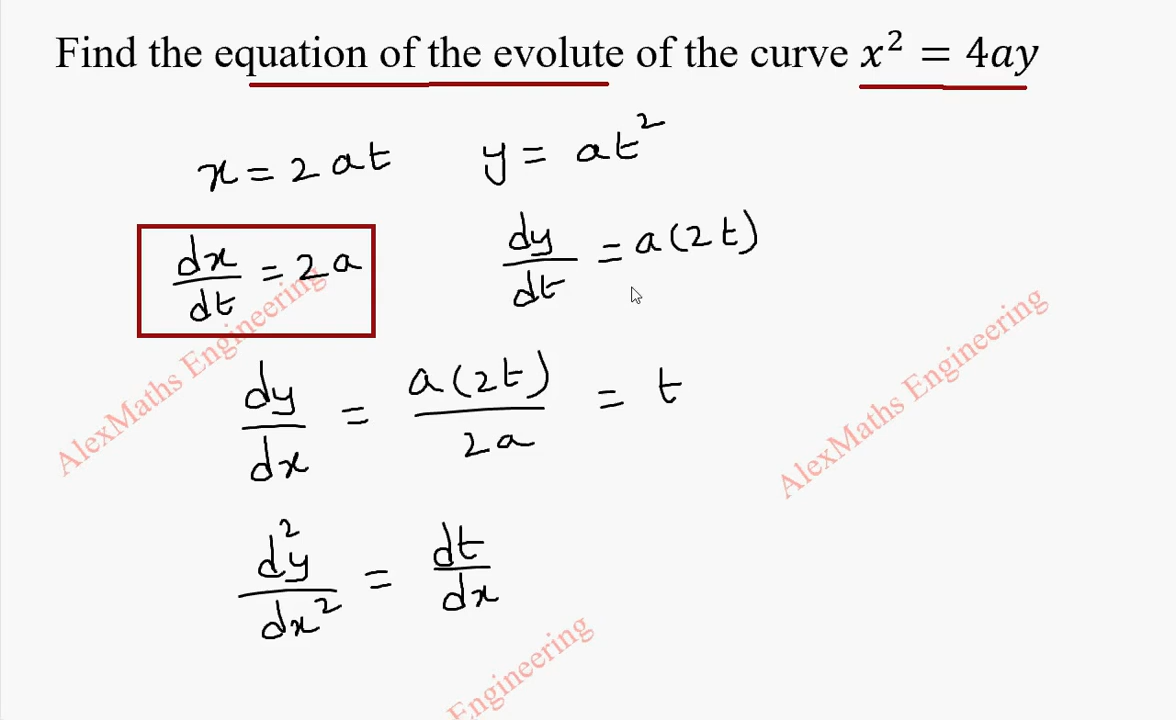 Find the equation of the evolute of the curve x² = 4ay
x = 2at y = at²
dx/dt = 2a dy/dt = a(2t)
dy/dx = a(2t)/2a = t
d²y/dx² = dt/dx
AlexMaths Engineering
AlexMaths Engineering
Engineering